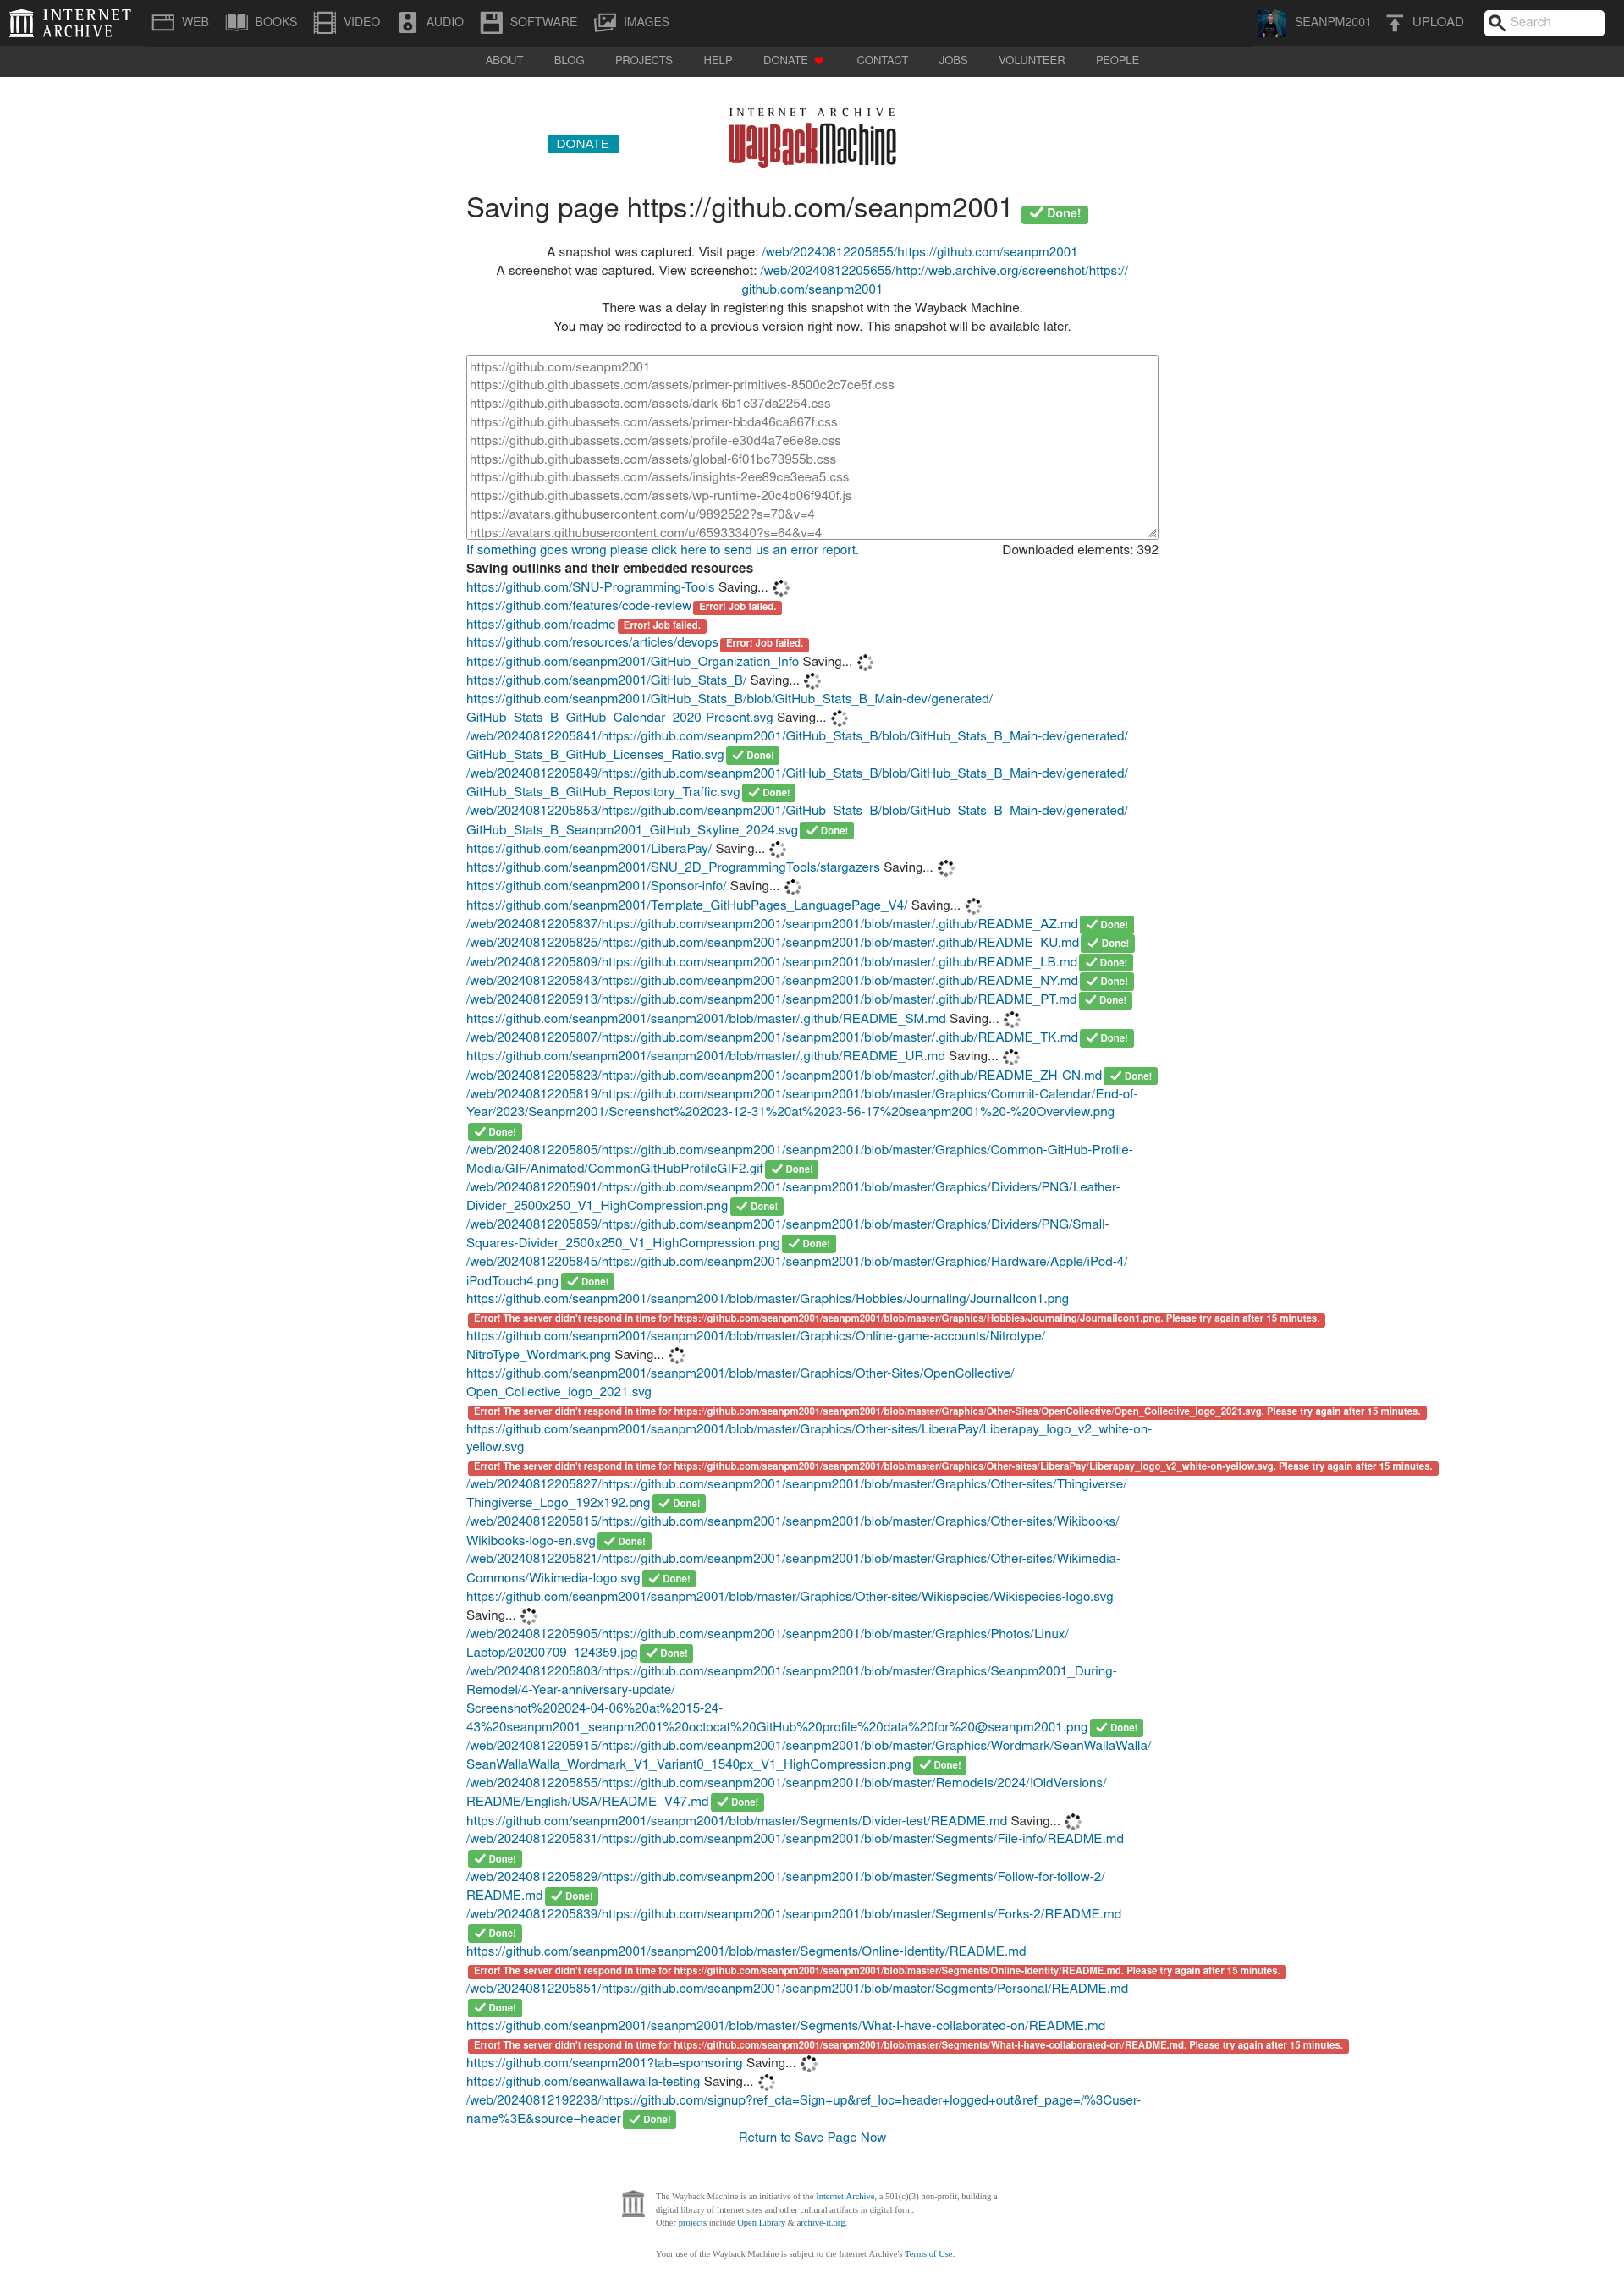 INTERNET ARCHIVE
WEB BOOKS VIDEO AUDIO SOFTWARE IMAGES SEANPM2001 UPLOAD Search
ABOUT BLOG PROJECTS HELP DONATE CONTACT JOBS VOLUNTEER PEOPLE
INTERNET ARCHIVE
WayBackMachine
DONATE
Saving page https://github.com/seanpm2001 Done!
A snapshot was captured. Visit page: /web/20240812205655/https://github.com/seanpm2001
A screenshot was captured. View screenshot: /web/20240812205655/http://web.archive.org/screenshot/https://
github.com/seanpm2001
There was a delay in registering this snapshot with the Wayback Machine.
You may be redirected to a previous version right now. This snapshot will be available later.
https://github.com/seanpm2001
https://github.githubassets.com/assets/primer-primitives-8500c2c7ce5f.css
https://github.githubassets.com/assets/dark-6b1e37da2254.css
https://github.githubassets.com/assets/primer-bbda46ca867f.css
https://github.githubassets.com/assets/profile-e30d4a7e6e8e.css
https://github.githubassets.com/assets/global-6f01bc73955b.css
https://github.githubassets.com/assets/insights-2ee89ce3eea5.css
https://github.githubassets.com/assets/wp-runtime-20c4b06f940f.js
https://avatars.githubusercontent.com/u/9892522?s=70&v=4
https://avatars.githubusercontent.com/u/65933340?s=64&v=4
If something goes wrong please click here to send us an error report. Downloaded elements: 392
Saving outlinks and their embedded resources
https://github.com/SNU-Programming-Tools Saving...
https://github.com/features/code-review Error! Job failed.
https://github.com/readme Error! Job failed.
https://github.com/resources/articles/devops Error! Job failed.
https://github.com/seanpm2001/GitHub_Organization_Info Saving...
https://github.com/seanpm2001/GitHub_Stats_B/ Saving...
https://github.com/seanpm2001/GitHub_Stats_B/blob/GitHub_Stats_B_Main-dev/generated/
GitHub_Stats_B_GitHub_Calendar_2020-Present.svg Saving...
/web/20240812205841/https://github.com/seanpm2001/GitHub_Stats_B/blob/GitHub_Stats_B_Main-dev/generated/
GitHub_Stats_B_GitHub_Licenses_Ratio.svg Done!
/web/20240812205849/https://github.com/seanpm2001/GitHub_Stats_B/blob/GitHub_Stats_B_Main-dev/generated/
GitHub_Stats_B_GitHub_Repository_Traffic.svg Done!
/web/20240812205853/https://github.com/seanpm2001/GitHub_Stats_B/blob/GitHub_Stats_B_Main-dev/generated/
GitHub_Stats_B_Seanpm2001_GitHub_Skyline_2024.svg Done!
https://github.com/seanpm2001/LiberaPay/ Saving...
https://github.com/seanpm2001/SNU_2D_ProgrammingTools/stargazers Saving...
https://github.com/seanpm2001/Sponsor-info/ Saving...
https://github.com/seanpm2001/Template_GitHubPages_LanguagePage_V4/ Saving...
/web/20240812205837/https://github.com/seanpm2001/seanpm2001/blob/master/.github/README_AZ.md Done!
/web/20240812205825/https://github.com/seanpm2001/seanpm2001/blob/master/.github/README_KU.md Done!
/web/20240812205809/https://github.com/seanpm2001/seanpm2001/blob/master/.github/README_LB.md Done!
/web/20240812205843/https://github.com/seanpm2001/seanpm2001/blob/master/.github/README_NY.md Done!
/web/20240812205913/https://github.com/seanpm2001/seanpm2001/blob/master/.github/README_PT.md Done!
https://github.com/seanpm2001/seanpm2001/blob/master/.github/README_SM.md Saving...
/web/20240812205807/https://github.com/seanpm2001/seanpm2001/blob/master/.github/README_TK.md Done!
https://github.com/seanpm2001/seanpm2001/blob/master/.github/README_UR.md Saving...
/web/20240812205823/https://github.com/seanpm2001/seanpm2001/blob/master/.github/README_ZH-CN.md Done!
/web/20240812205819/https://github.com/seanpm2001/seanpm2001/blob/master/Graphics/Commit-Calendar/End-of-
Year/2023/Seanpm2001/Screenshot%202023-12-31%20at%2023-56-17%20seanpm2001%20-%20Overview.png
Done!
/web/20240812205805/https://github.com/seanpm2001/seanpm2001/blob/master/Graphics/Common-GitHub-Profile-
Media/GIF/Animated/CommonGitHubProfileGIF2.gif Done!
/web/20240812205901/https://github.com/seanpm2001/seanpm2001/blob/master/Graphics/Dividers/PNG/Leather-
Divider_2500x250_V1_HighCompression.png Done!
/web/20240812205859/https://github.com/seanpm2001/seanpm2001/blob/master/Graphics/Dividers/PNG/Small-
Squares-Divider_2500x250_V1_HighCompression.png Done!
/web/20240812205845/https://github.com/seanpm2001/seanpm2001/blob/master/Graphics/Hardware/Apple/iPod-4/
iPodTouch4.png Done!
https://github.com/seanpm2001/seanpm2001/blob/master/Graphics/Hobbies/Journaling/JournalIcon1.png
Error! The server didn't respond in time for https://github.com/seanpm2001/seanpm2001/blob/master/Graphics/Hobbies/Journaling/JournalIcon1.png. Please try again after 15 minutes.
https://github.com/seanpm2001/seanpm2001/blob/master/Graphics/Online-game-accounts/Nitrotype/
NitroType_Wordmark.png Saving...
https://github.com/seanpm2001/seanpm2001/blob/master/Graphics/Other-Sites/OpenCollective/
Open_Collective_logo_2021.svg
Error! The server didn't respond in time for https://github.com/seanpm2001/seanpm2001/blob/master/Graphics/Other-Sites/OpenCollective/Open_Collective_logo_2021.svg. Please try again after 15 minutes.
https://github.com/seanpm2001/seanpm2001/blob/master/Graphics/Other-sites/LiberaPay/Liberapay_logo_v2_white-on-
yellow.svg
Error! The server didn't respond in time for https://github.com/seanpm2001/seanpm2001/blob/master/Graphics/Other-sites/LiberaPay/Liberapay_logo_v2_white-on-yellow.svg. Please try again after 15 minutes.
/web/20240812205827/https://github.com/seanpm2001/seanpm2001/blob/master/Graphics/Other-sites/Thingiverse/
Thingiverse_Logo_192x192.png Done!
/web/20240812205815/https://github.com/seanpm2001/seanpm2001/blob/master/Graphics/Other-sites/Wikibooks/
Wikibooks-logo-en.svg Done!
/web/20240812205821/https://github.com/seanpm2001/seanpm2001/blob/master/Graphics/Other-sites/Wikimedia-
Commons/Wikimedia-logo.svg Done!
https://github.com/seanpm2001/seanpm2001/blob/master/Graphics/Other-sites/Wikispecies/Wikispecies-logo.svg
Saving...
/web/20240812205905/https://github.com/seanpm2001/seanpm2001/blob/master/Graphics/Photos/Linux/
Laptop/20200709_124359.jpg Done!
/web/20240812205803/https://github.com/seanpm2001/seanpm2001/blob/master/Graphics/Seanpm2001_During-
Remodel/4-Year-anniversary-update/
Screenshot%202024-04-06%20at%2015-24-
43%20seanpm2001_seanpm2001%20octocat%20GitHub%20profile%20data%20for%20@seanpm2001.png Done!
/web/20240812205915/https://github.com/seanpm2001/seanpm2001/blob/master/Graphics/Wordmark/SeanWallaWalla/
SeanWallaWalla_Wordmark_V1_Variant0_1540px_V1_HighCompression.png Done!
/web/20240812205855/https://github.com/seanpm2001/seanpm2001/blob/master/Remodels/2024/!OldVersions/
README/English/USA/README_V47.md Done!
https://github.com/seanpm2001/seanpm2001/blob/master/Segments/Divider-test/README.md Saving...
/web/20240812205831/https://github.com/seanpm2001/seanpm2001/blob/master/Segments/File-info/README.md
Done!
/web/20240812205829/https://github.com/seanpm2001/seanpm2001/blob/master/Segments/Follow-for-follow-2/
README.md Done!
/web/20240812205839/https://github.com/seanpm2001/seanpm2001/blob/master/Segments/Forks-2/README.md
Done!
https://github.com/seanpm2001/seanpm2001/blob/master/Segments/Online-Identity/README.md
Error! The server didn't respond in time for https://github.com/seanpm2001/seanpm2001/blob/master/Segments/Online-Identity/README.md. Please try again after 15 minutes.
/web/20240812205851/https://github.com/seanpm2001/seanpm2001/blob/master/Segments/Personal/README.md
Done!
https://github.com/seanpm2001/seanpm2001/blob/master/Segments/What-I-have-collaborated-on/README.md
Error! The server didn't respond in time for https://github.com/seanpm2001/seanpm2001/blob/master/Segments/What-I-have-collaborated-on/README.md. Please try again after 15 minutes.
https://github.com/seanpm2001?tab=sponsoring Saving...
https://github.com/seanwallawalla-testing Saving...
/web/20240812192238/https://github.com/signup?ref_cta=Sign+up&ref_loc=header+logged+out&ref_page=/%3Cuser-
name%3E&source=header Done!
Return to Save Page Now
The Wayback Machine is an initiative of the Internet Archive, a 501(c)(3) non-profit, building a
digital library of Internet sites and other cultural artifacts in digital form.
Other projects include Open Library & archive-it.org.
Your use of the Wayback Machine is subject to the Internet Archive's Terms of Use.